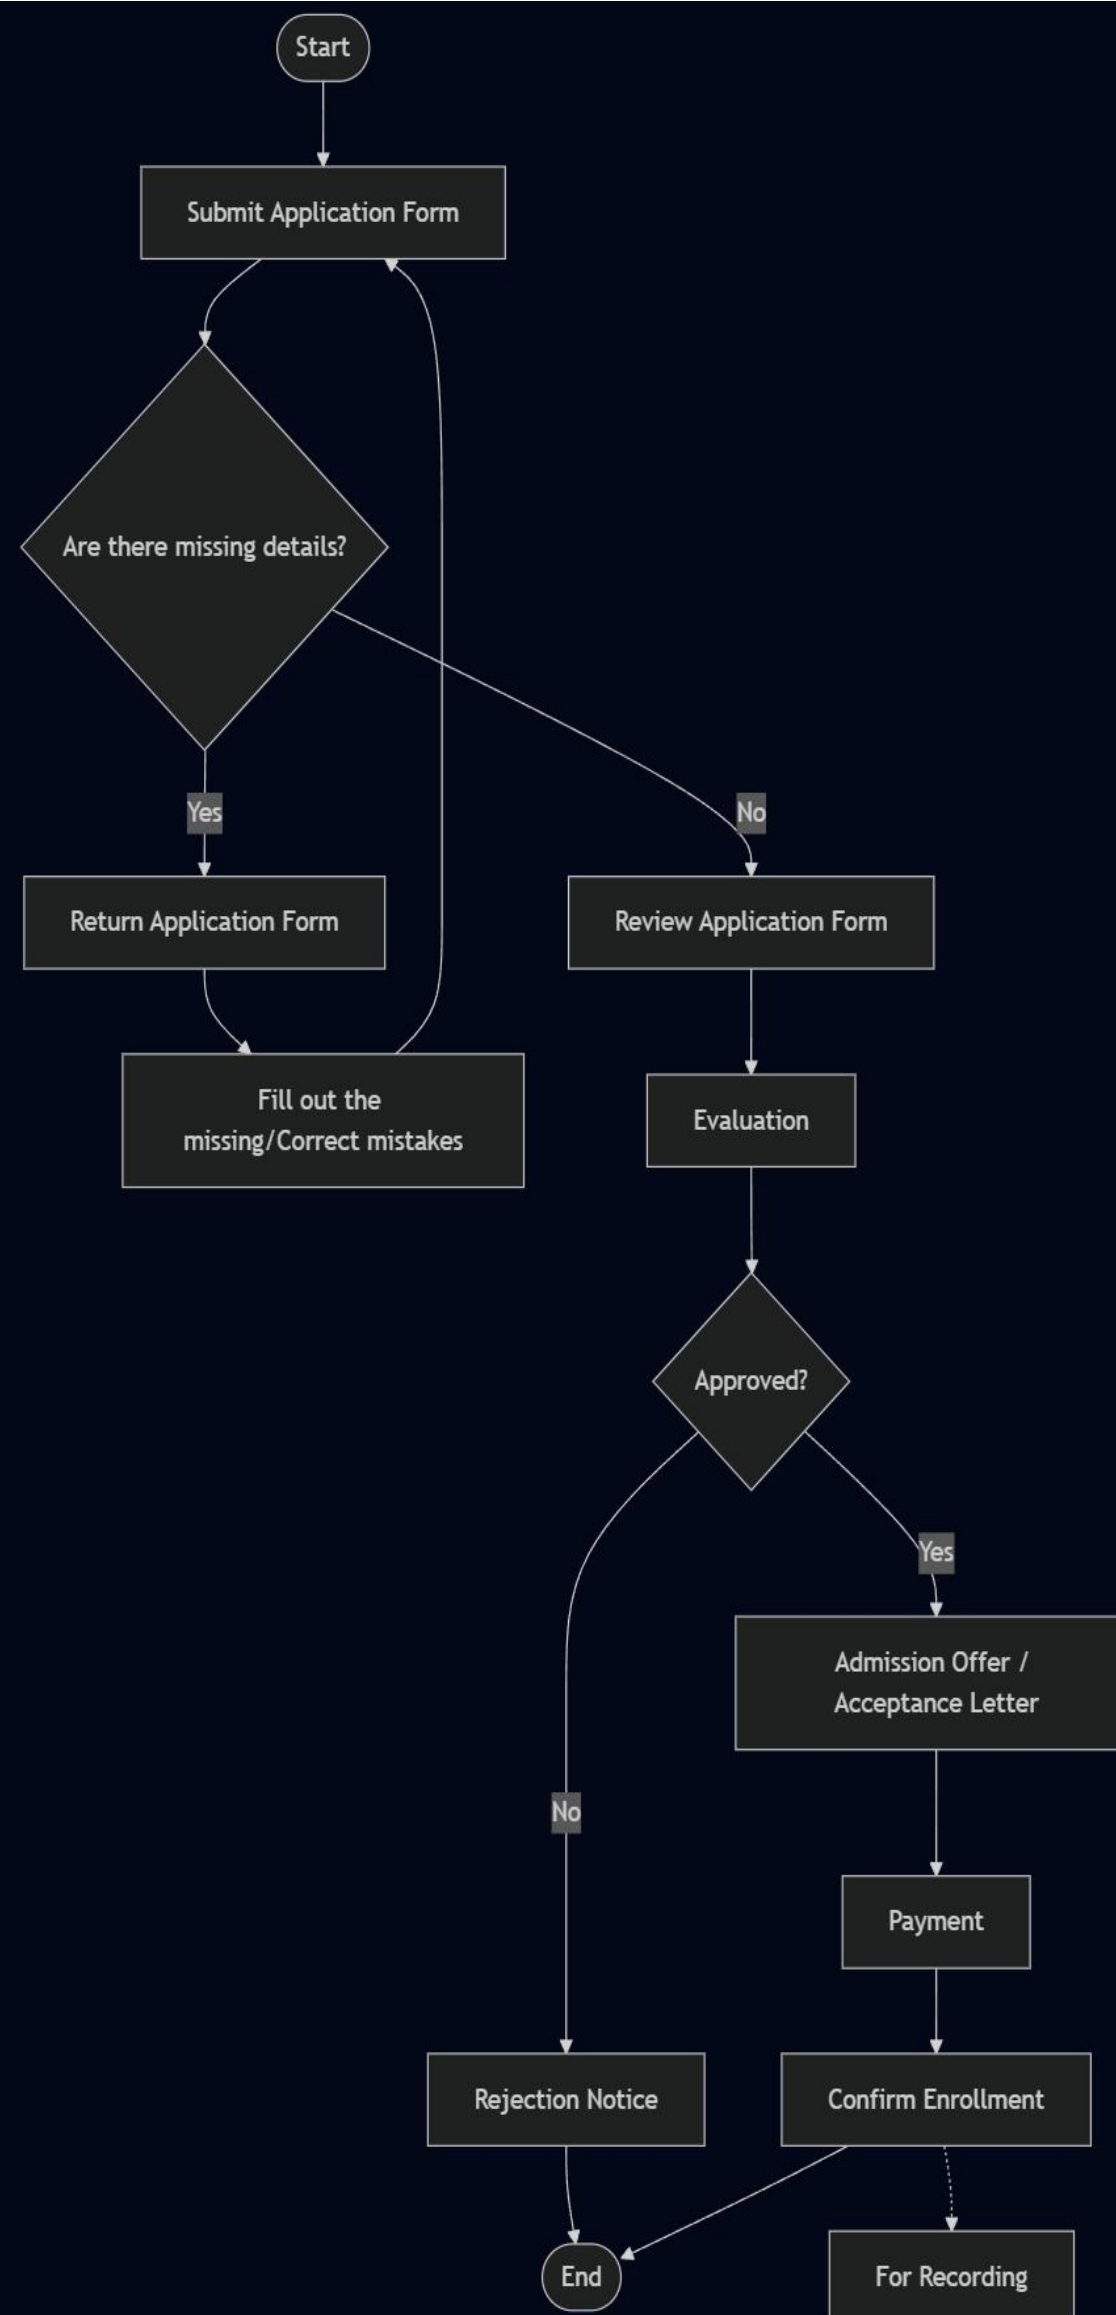 Start
Submit Application Form
Are there missing details?
Yes
No
Return Application Form
Review Application Form
Fill out the
missing/Correct mistakes
Evaluation
Approved?
Yes
Admission Offer /
Acceptance Letter
No
Payment
Rejection Notice
Confirm Enrollment
End
For Recording